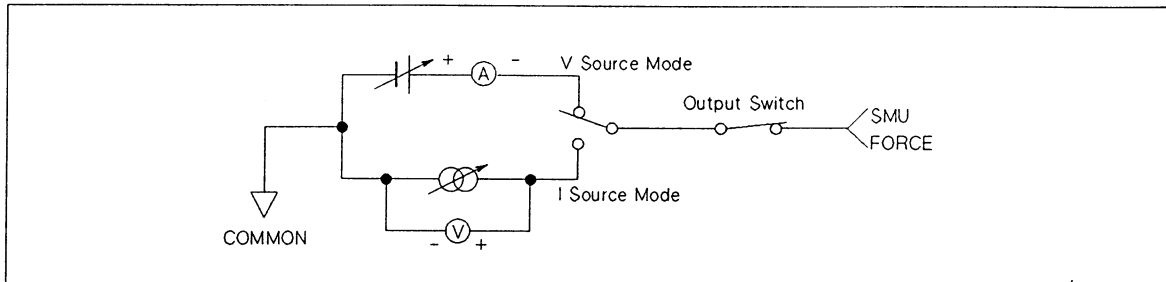 + A - V Source Mode
Output Switch
SMU
FORCE
I Source Mode
- V +
COMMON